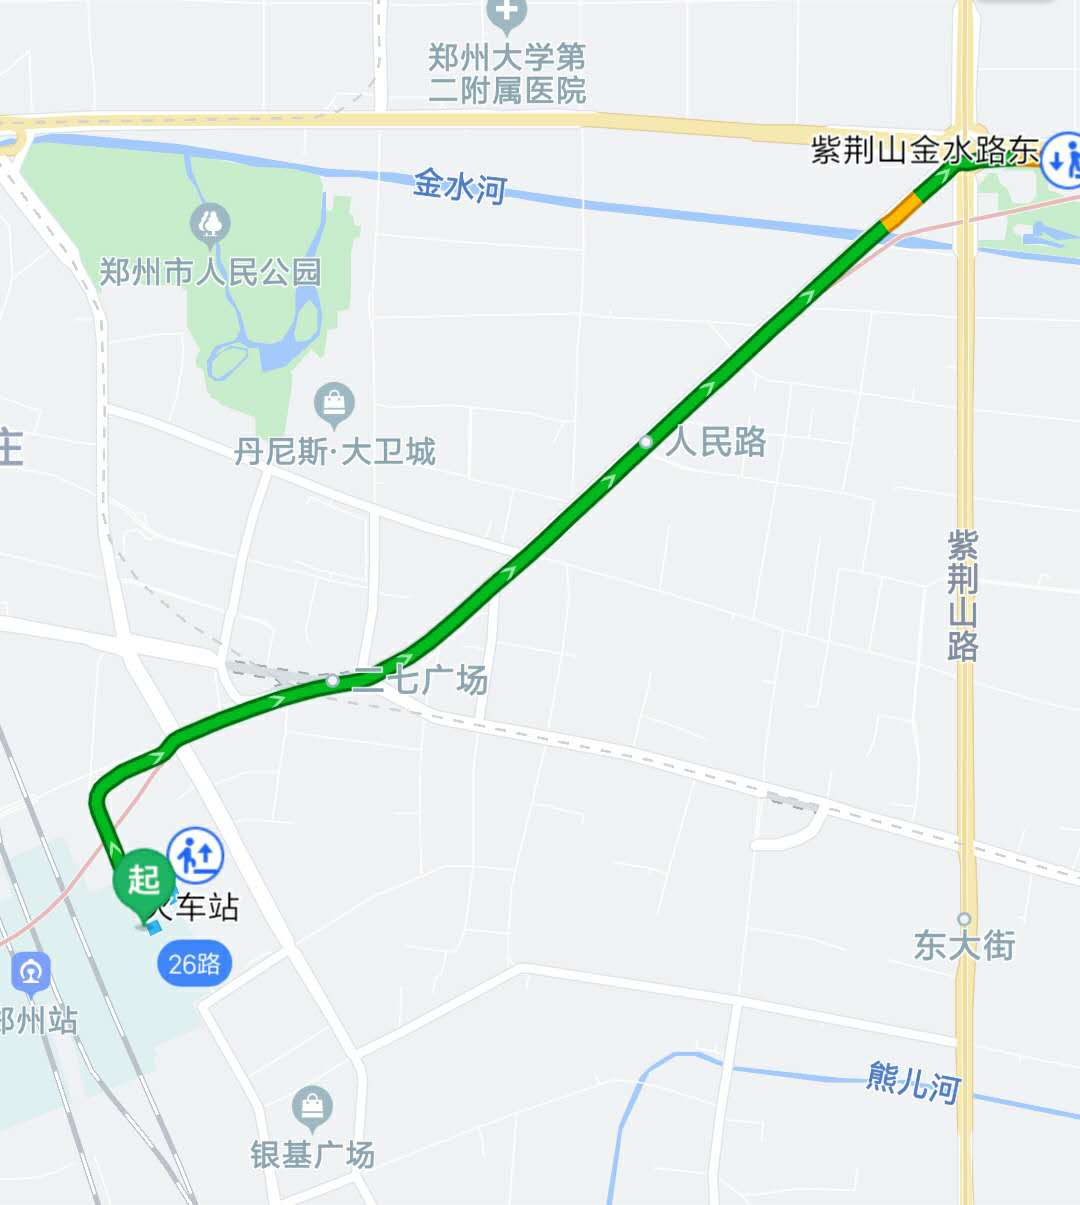 郑州大学第
二附属医院
紫荆山金水路东
金水河
郑州市人民公园
丹尼斯·大卫城
庄
人民路
紫荆山路
二七广场
起
火车站
26路
东大街
郑州站
熊儿河
银基广场